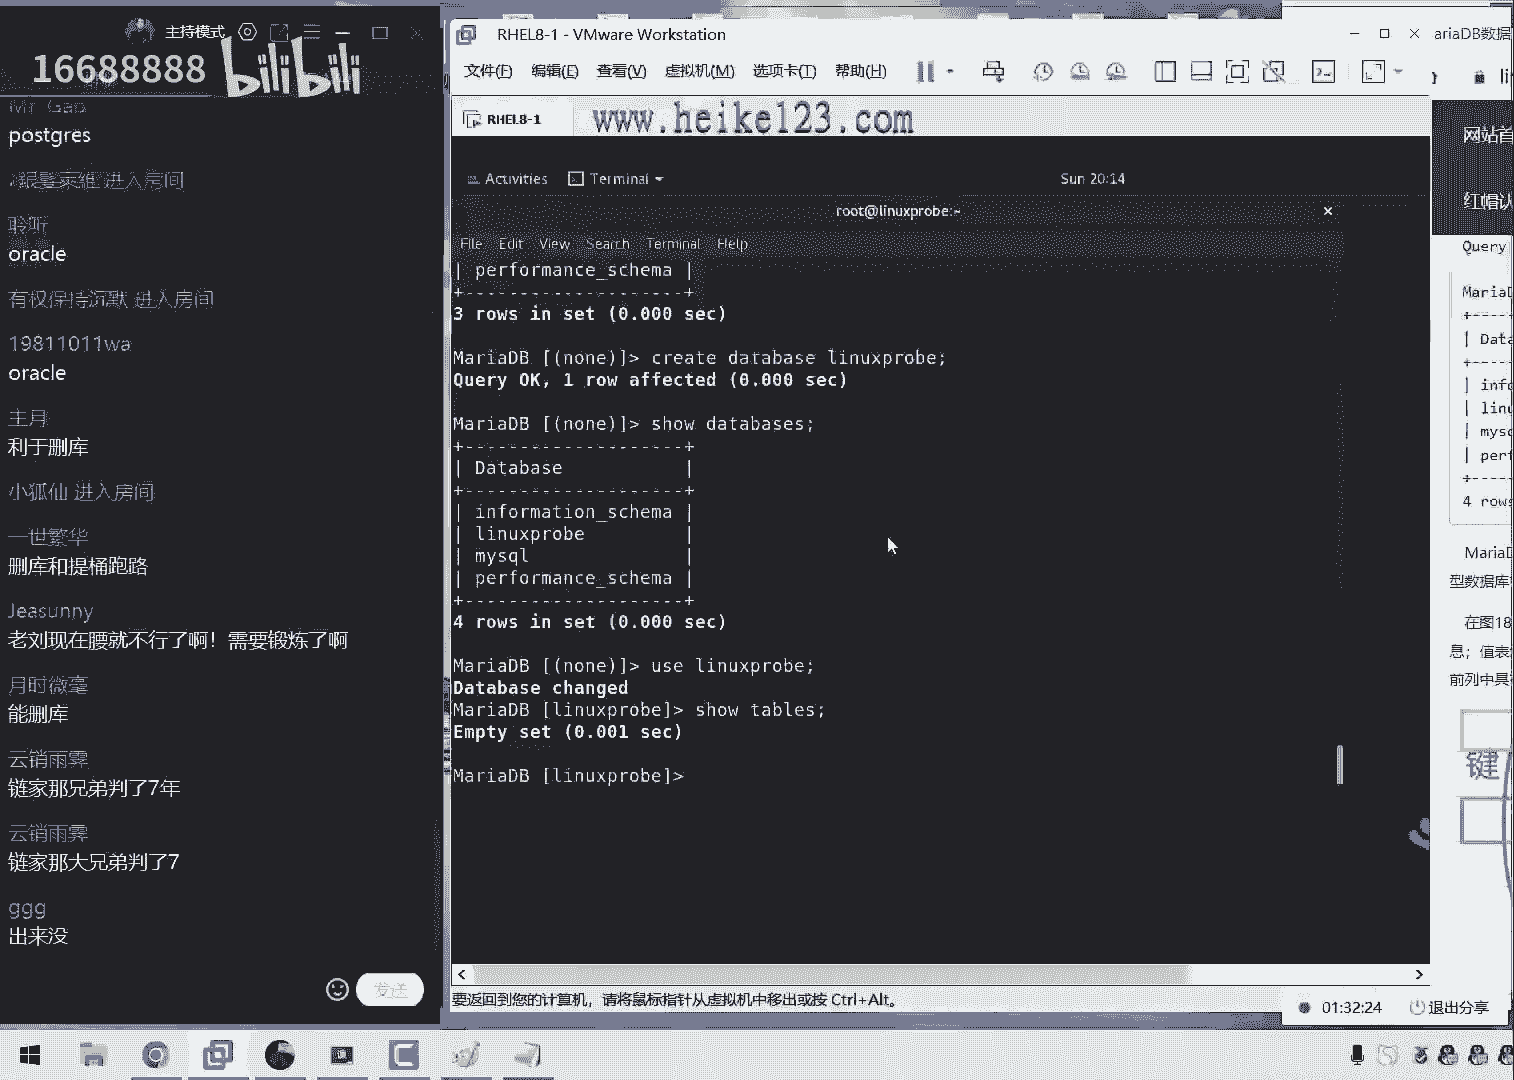 主持模式
16688888
bilibili
Mr_Gao
postgres
进入房间
聆听
oracle
有权保持沉默 进入房间
19811011wa
oracle
主月
利于删库
小狐仙 进入房间
一世繁华
删库和提桶跑路
Jeasunny
老刘现在腰就不行了啊！需要锻炼了啊
月时微毫
能删库
云销雨霁
链家那兄弟判了7年
云销雨霁
链家那大兄弟判了7
ggg
出来没
发送
RHEL8-1 - VMware Workstation
文件(F) 编辑(E) 查看(V) 虚拟机(M) 选项卡(T) 帮助(H)
RHEL8-1
www.heike123.com
Activities Terminal Sun 20:14
root@linuxprobe:~
File Edit View Search Terminal Help
| performance_schema |
+--------------------+
3 rows in set (0.000 sec)
MariaDB [(none)]> create database linuxprobe;
Query OK, 1 row affected (0.000 sec)
MariaDB [(none)]> show databases;
+--------------------+
| Database |
+--------------------+
| information_schema |
| linuxprobe |
| mysql |
| performance_schema |
+--------------------+
4 rows in set (0.000 sec)
MariaDB [(none)]> use linuxprobe;
Database changed
MariaDB [linuxprobe]> show tables;
Empty set (0.001 sec)
MariaDB [linuxprobe]>
要返回到您的计算机，请将鼠标指针从虚拟机中移出或按 Ctrl+Alt。
ariaDB数据
li
网站首
红帽认
Query
MariaD
+----
| Data
+----
| info
| linu
| mysq
| perf
+----
4 rows
MariaD
型数据库
在图18
息；值表
前列中具
键
01:32:24 退出分享